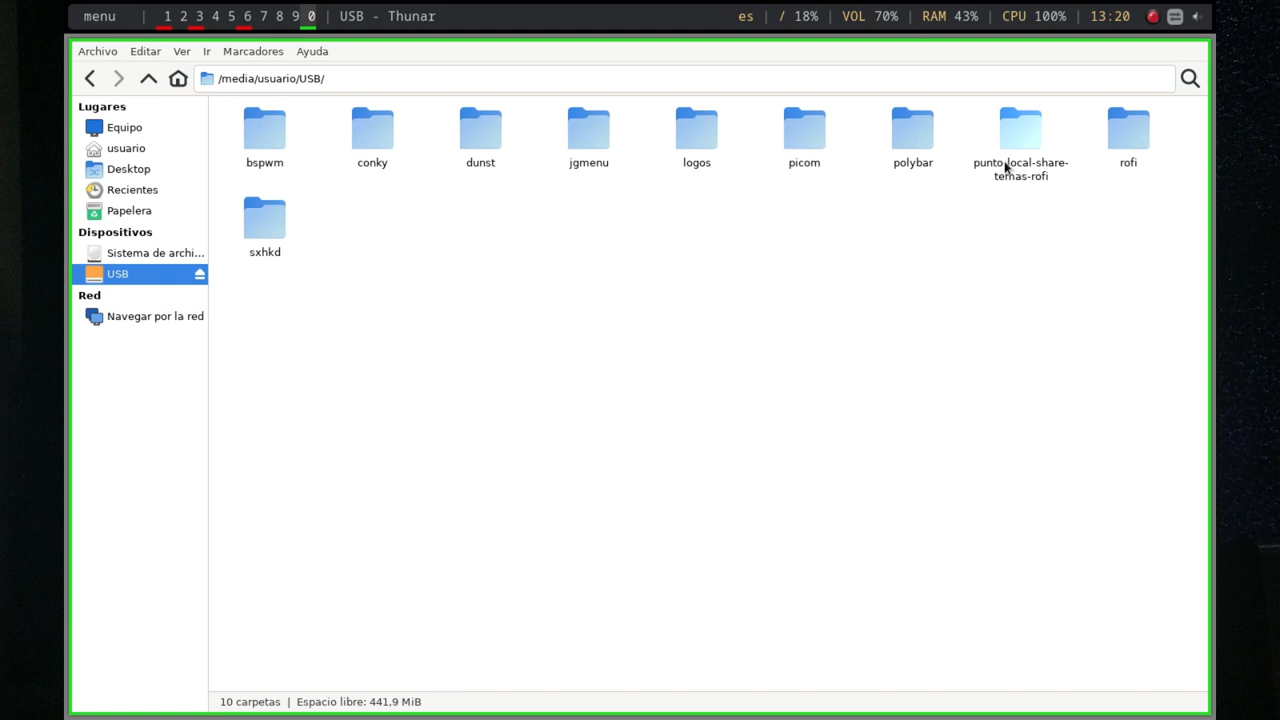 menu | 1 2 3 4 5 6 7 8 9 0 | USB - Thunar es | / 18% | VOL 70% | RAM 43% | CPU 100% | 13:20
Archivo Editar Ver Ir Marcadores Ayuda
/media/usuario/USB/
Lugares
Equipo
usuario
Desktop
Recientes
Papelera
Dispositivos
Sistema de archi...
USB
Red
Navegar por la red
bspwm conky dunst jgmenu logos picom polybar punto-local-share-temas-rofi rofi
sxhkd
10 carpetas | Espacio libre: 441,9 MiB